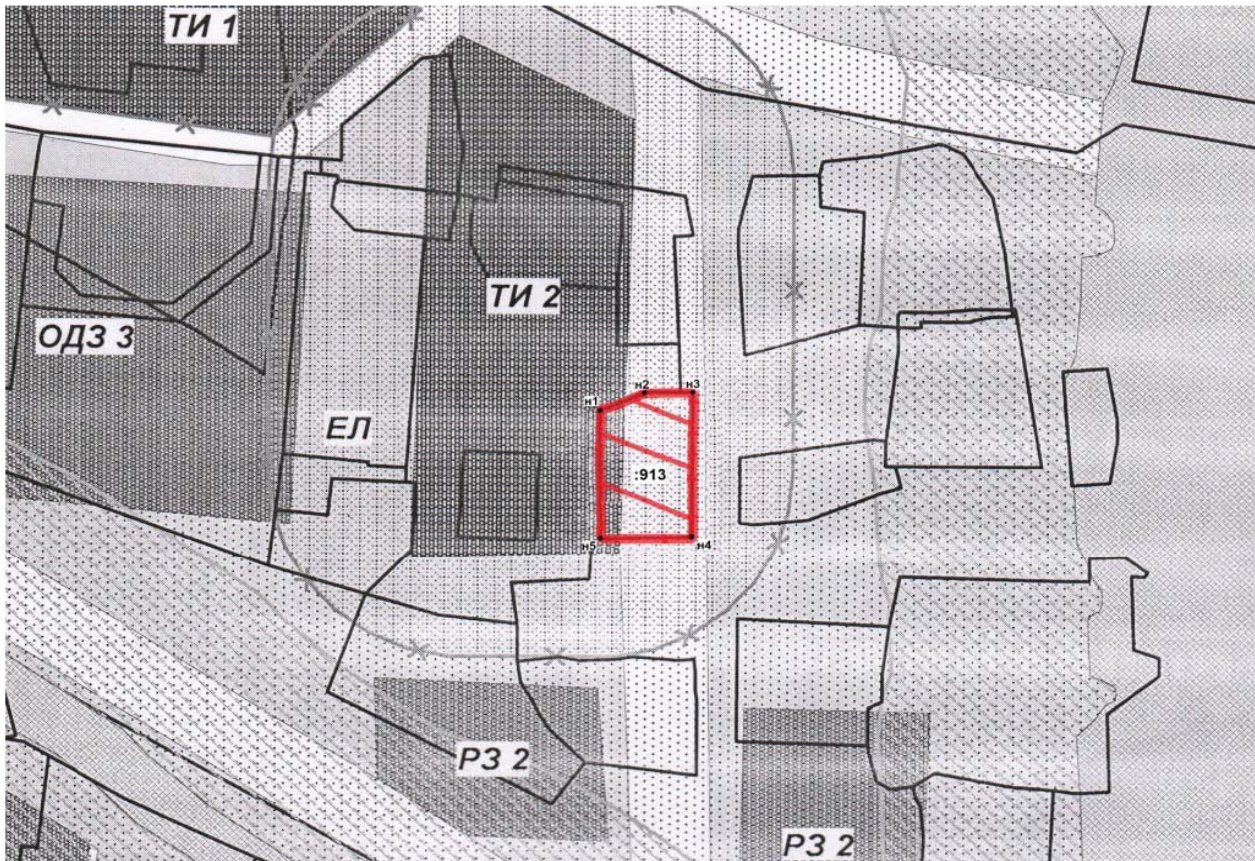 ТИ 1
ТИ 2
ОДЗ 3
н2
н3
н1
ЕЛ
:913
н5
н4
РЗ 2
РЗ 2